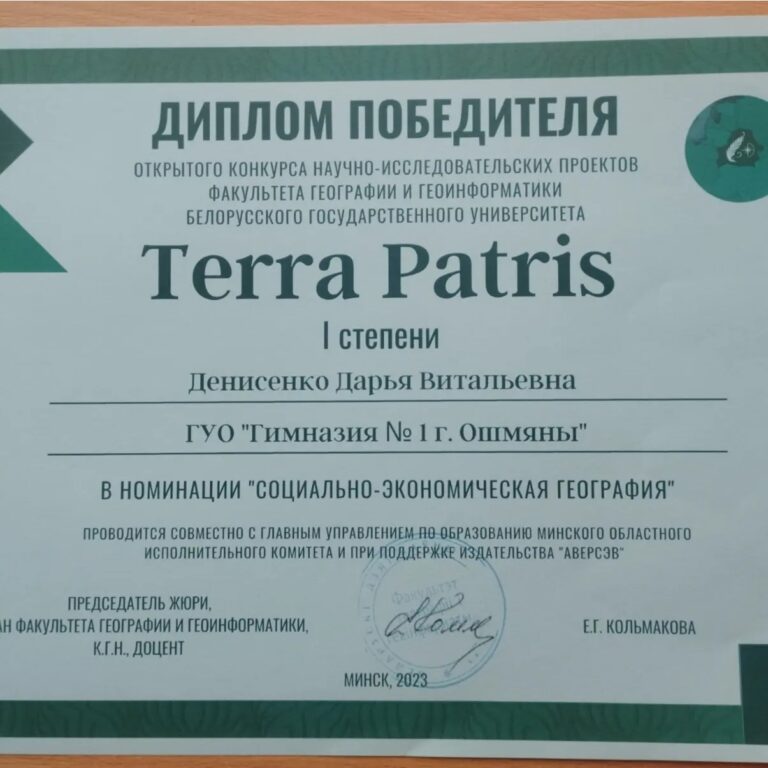 ДИПЛОМ ПОБЕДИТЕЛЯ
ОТКРЫТОГО КОНКУРСА НАУЧНО-ИССЛЕДОВАТЕЛЬСКИХ ПРОЕКТОВ
ФАКУЛЬТЕТА ГЕОГРАФИИ И ГЕОИНФОРМАТИКИ
БЕЛОРУССКОГО ГОСУДАРСТВЕННОГО УНИВЕРСИТЕТА
Terra Patris
I степени
Денисенко Дарья Витальевна
ГУО "Гимназия № 1 г. Ошмяны"
В НОМИНАЦИИ "СОЦИАЛЬНО-ЭКОНОМИЧЕСКАЯ ГЕОГРАФИЯ"
ПРОВОДИТСЯ СОВМЕСТНО С ГЛАВНЫМ УПРАВЛЕНИЕМ ПО ОБРАЗОВАНИЮ МИНСКОГО ОБЛАСТНОГО
ИСПОЛНИТЕЛЬНОГО КОМИТЕТА И ПРИ ПОДДЕРЖКЕ ИЗДАТЕЛЬСТВА "АВЕРСЭВ"
ПРЕДСЕДАТЕЛЬ ЖЮРИ,
АН ФАКУЛЬТЕТА ГЕОГРАФИИ И ГЕОИНФОРМАТИКИ,
К.Г.Н., ДОЦЕНТ
Факультет
Е.Г. КОЛЬМАКОВА
МИНСК, 2023